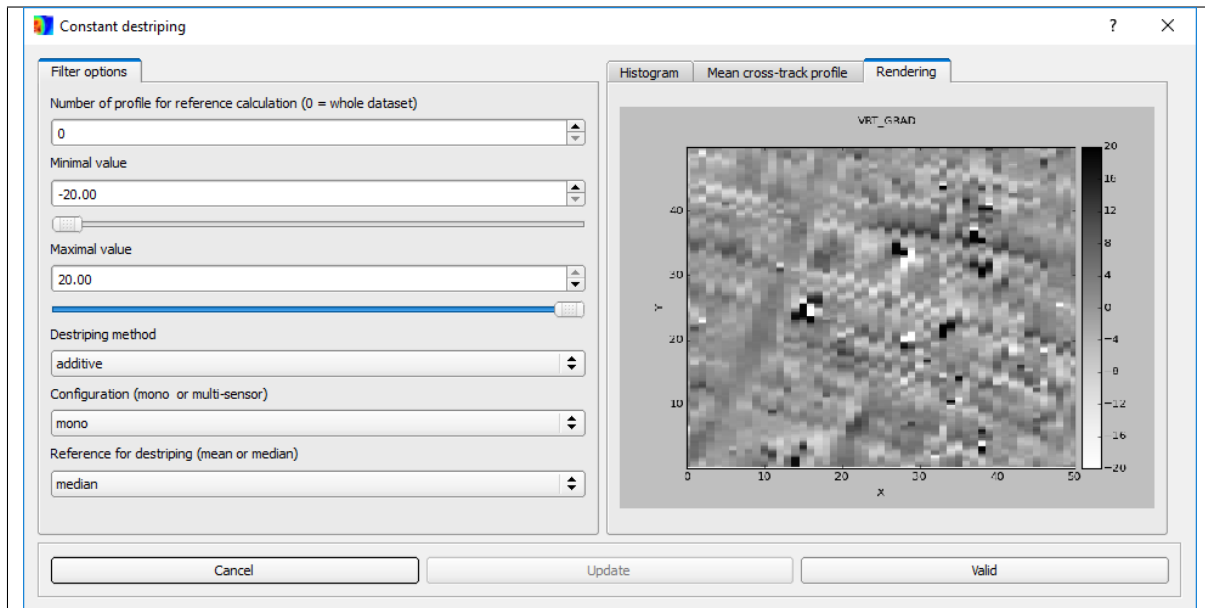 Constant destriping
Filter options
Number of profile for reference calculation (0 = whole dataset)
0
Minimal value
-20.00
Maximal value
20.00
Destriping method
additive
Configuration (mono or multi-sensor)
mono
Reference for destriping (mean or median)
median
Histogram
Mean cross-track profile
Rendering
VRT_GRAD
20
16
12
8
4
0
−4
−8
−12
−16
−20
40
30
20
10
Y
0 10 20 30 40 50
X
Cancel
Update
Valid